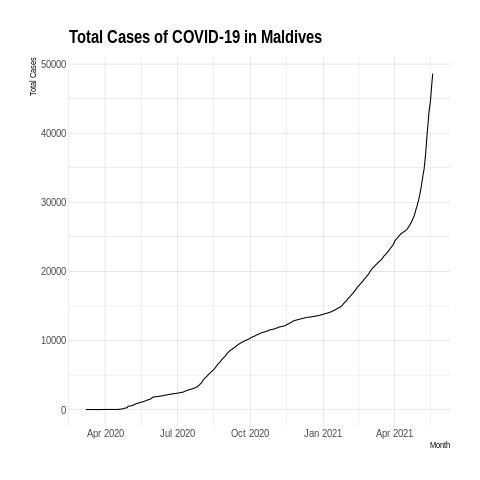 Total Cases of COVID-19 in Maldives
Total Cases
50000
40000
30000
20000
10000
0
Apr 2020 Jul 2020 Oct 2020 Jan 2021 Apr 2021
Month